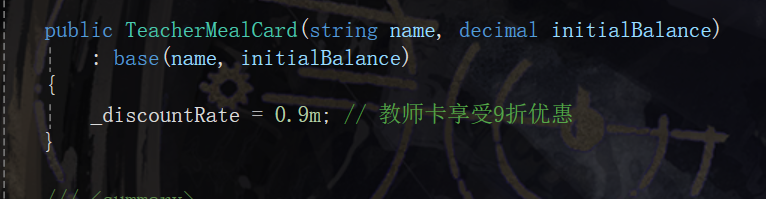 public TeacherMealCard(string name, decimal initialBalance)
: base(name, initialBalance)
{
_discountRate = 0.9m; // 教师卡享受9折优惠
}
/// <summary>